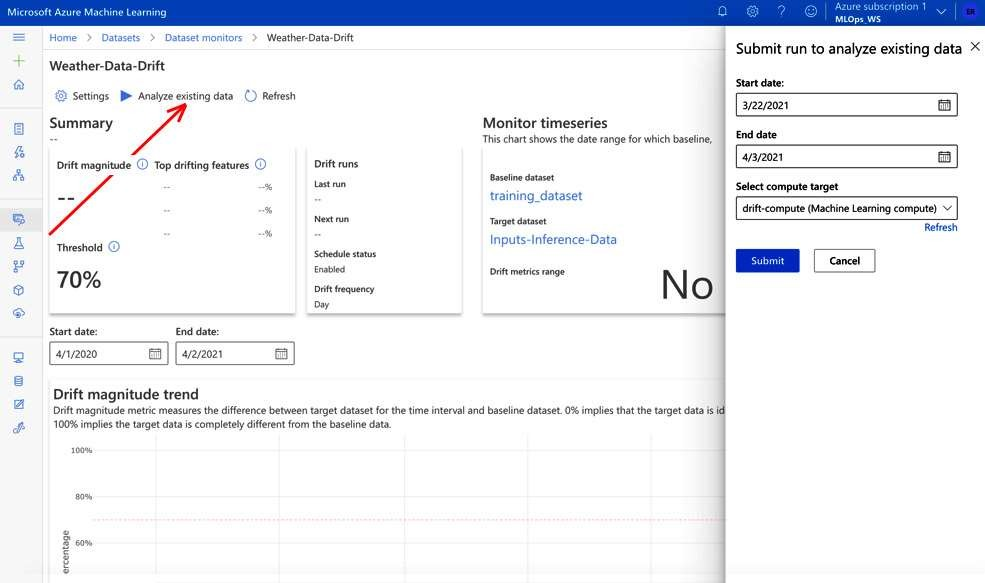 Microsoft Azure Machine Learning
Azure subscription 1
MLOps_WS
ER
Home > Datasets > Dataset monitors > Weather-Data-Drift
Weather-Data-Drift
Settings Analyze existing data Refresh
Summary
--
Drift magnitude Top drifting features
--
-- --%
-- --%
-- --%
Threshold
70%
Drift runs
Last run
--
Next run
--
Schedule status
Enabled
Drift frequency
Day
Monitor timeseries
This chart shows the date range for which baseline,
Baseline dataset
training_dataset
Target dataset
Inputs-Inference-Data
Drift metrics range
No
Start date: End date:
4/1/2020 4/2/2021
Drift magnitude trend
Drift magnitude metric measures the difference between target dataset for the time interval and baseline dataset. 0% implies that the target data is id
100% implies the target data is completely different from the baseline data.
100%
80%
60%
ercentage
Submit run to analyze existing data
Start date:
3/22/2021
End date
4/3/2021
Select compute target
drift-compute (Machine Learning compute)
Refresh
Submit Cancel